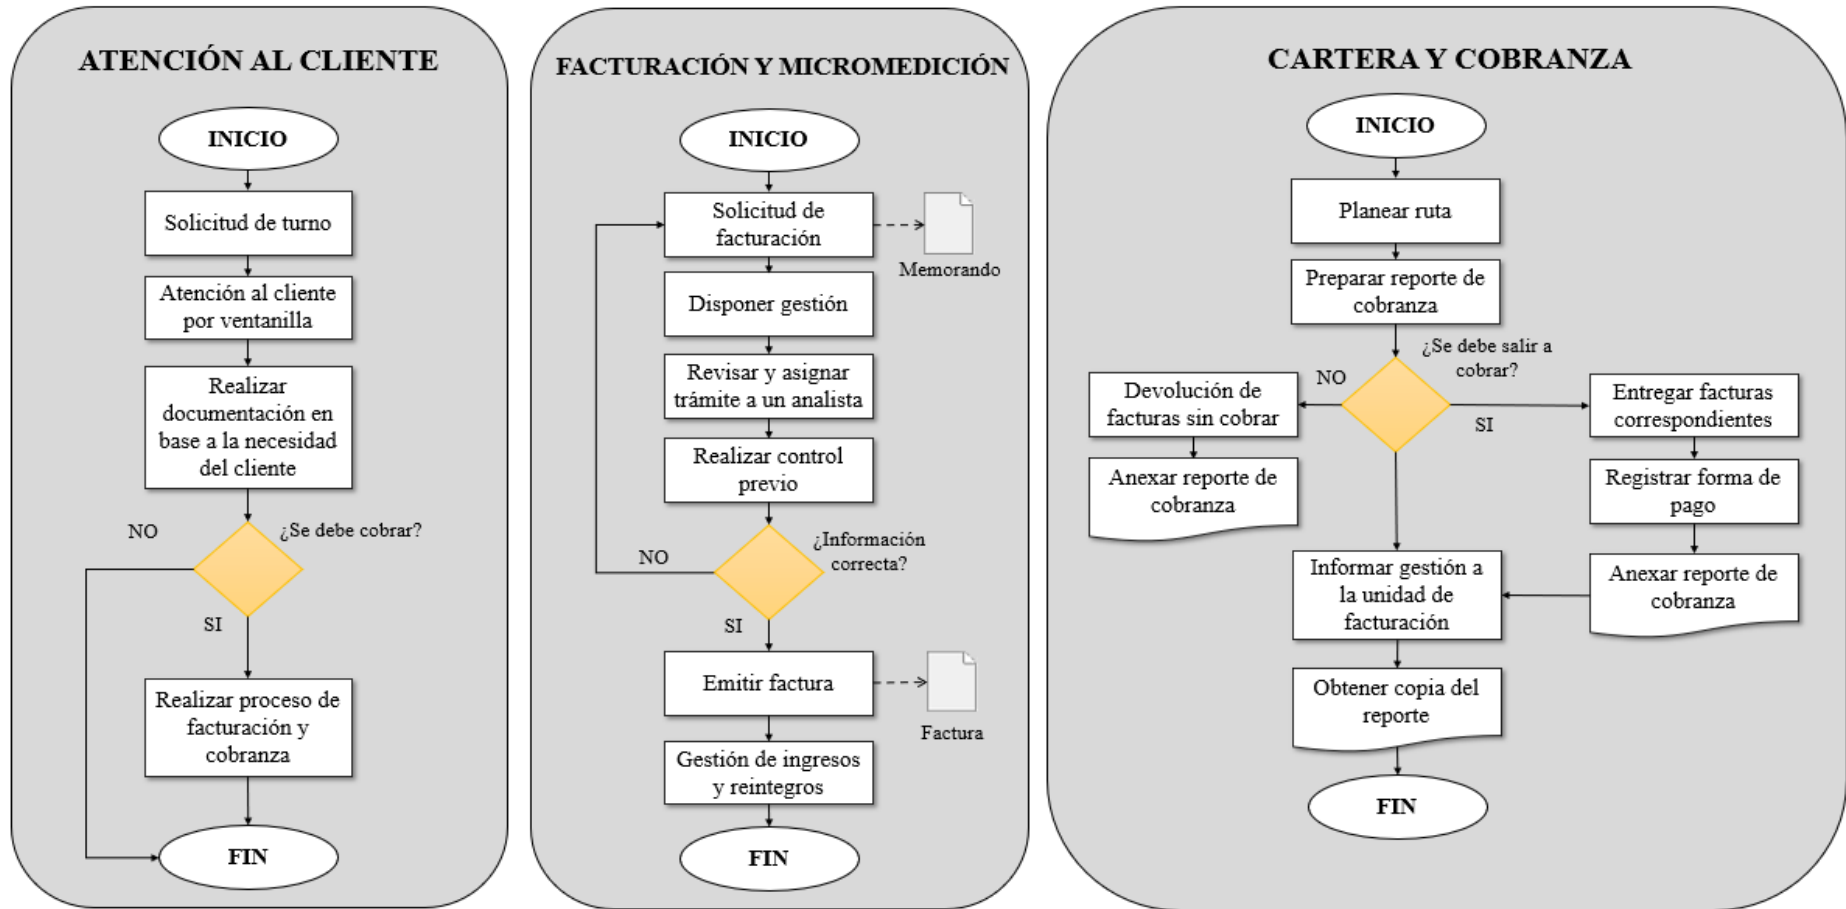 ATENCIÓN AL CLIENTE
INICIO
Solicitud de turno
Atención al cliente
por ventanilla
Realizar
documentación en
base a la necesidad
del cliente
NO
¿Se debe cobrar?
SI
Realizar proceso de
facturación y
cobranza
FIN
FACTURACIÓN Y MICROMEDICIÓN
INICIO
Solicitud de
facturación
Memorando
Disponer gestión
Revisar y asignar
trámite a un analista
Realizar control
previo
¿Información
correcta?
NO
SI
Emitir factura
Factura
Gestión de ingresos
y reintegros
FIN
CARTERA Y COBRANZA
INICIO
Planear ruta
Preparar reporte de
cobranza
¿Se debe salir a
cobrar?
NO
SI
Devolución de
facturas sin cobrar
Anexar reporte de
cobranza
Entregar facturas
correspondientes
Registrar forma de
pago
Anexar reporte de
cobranza
Informar gestión a
la unidad de
facturación
Obtener copia del
reporte
FIN